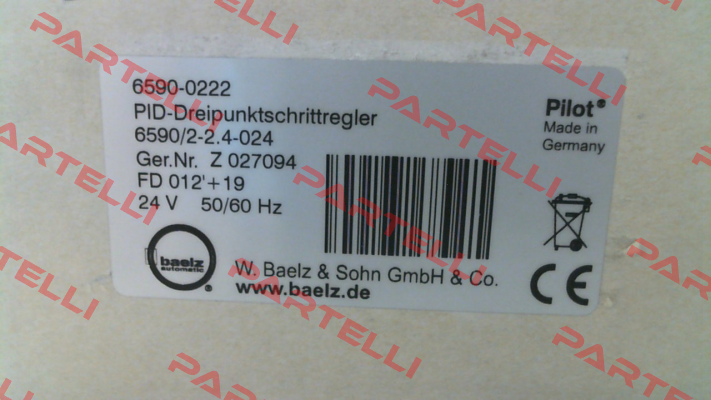 PARTELLI
PARTELLI
PARTELLI
6590-0222
PID-Dreipunktschrittregler
6590/2-2.4-024
Ger.Nr. Z 027094
FD 012'+19
24 V 50/60 Hz
Pilot®
Made in
Germany
baelz
automatic
®
W. Baelz & Sohn GmbH & Co.
www.baelz.de
CE
PARTELLI
PARTELLI
PARTELLI
PARTELLI
PARTELLI
PARTELLI